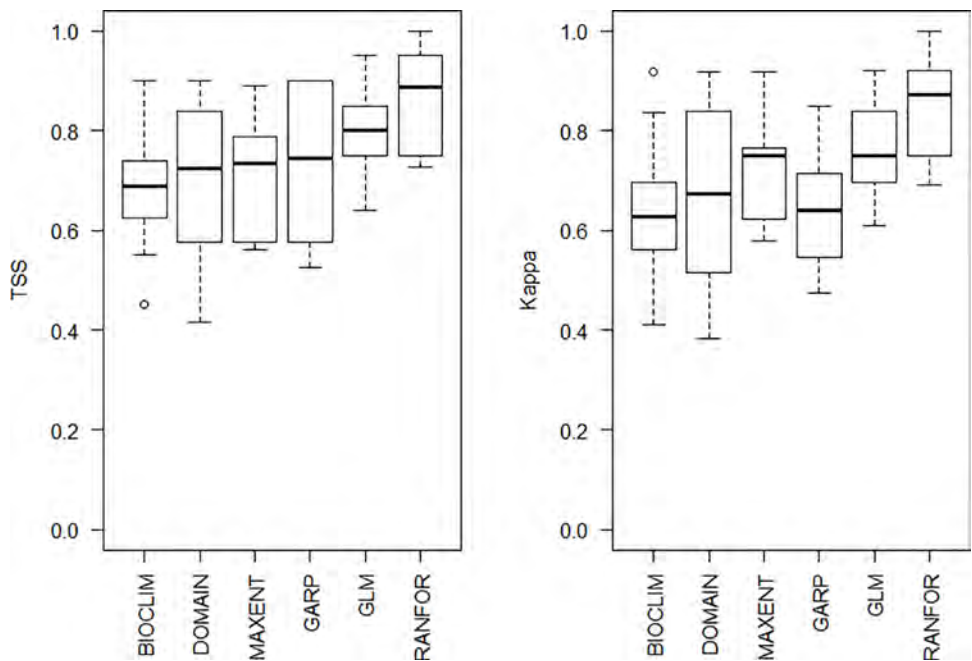 1.0
0.8
0.6
0.4
0.2
0.0
TSS
BIOCLIM
DOMAIN
MAXENT
GARP
GLM
RANFOR
1.0
0.8
0.6
0.4
0.2
0.0
Kappa
BIOCLIM
DOMAIN
MAXENT
GARP
GLM
RANFOR